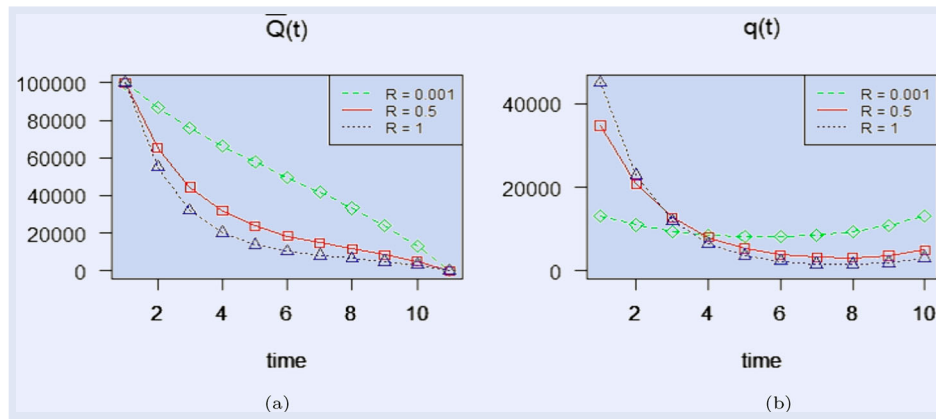 Q̅(t)
100000
80000
60000
40000
20000
0
R = 0.001
R = 0.5
R = 1
2 4 6 8 10
time
(a)
q(t)
40000
20000
0
R = 0.001
R = 0.5
R = 1
2 4 6 8 10
time
(b)